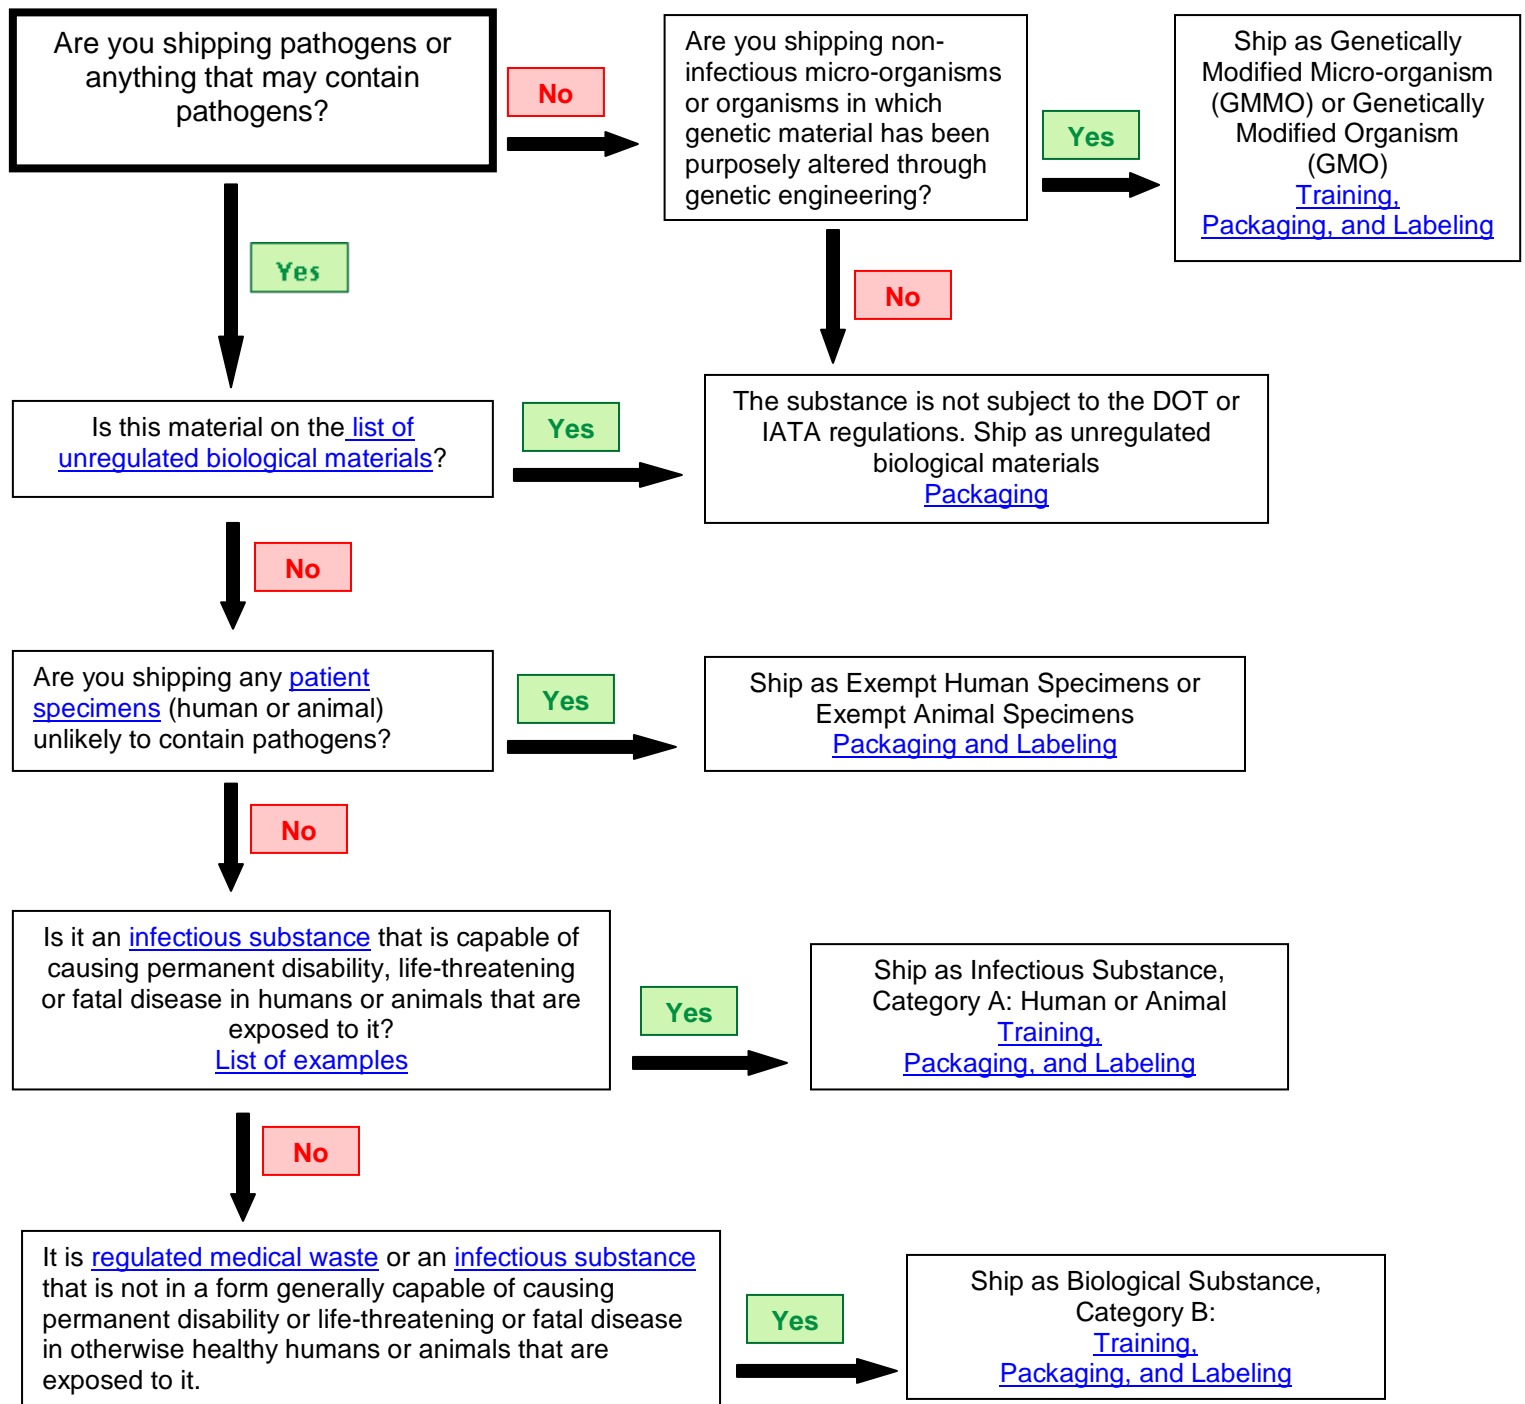 Are you shipping pathogens or
anything that may contain
pathogens?
No
Are you shipping non-
infectious micro-organisms
or organisms in which
genetic material has been
purposely altered through
genetic engineering?
Yes
Ship as Genetically
Modified Micro-organism
(GMMO) or Genetically
Modified Organism
(GMO)
Training,
Packaging, and Labeling
Yes
No
Is this material on the list of
unregulated biological materials?
Yes
The substance is not subject to the DOT or
IATA regulations. Ship as unregulated
biological materials
Packaging
No
Are you shipping any patient
specimens (human or animal)
unlikely to contain pathogens?
Yes
Ship as Exempt Human Specimens or
Exempt Animal Specimens
Packaging and Labeling
No
Is it an infectious substance that is capable of
causing permanent disability, life-threatening
or fatal disease in humans or animals that are
exposed to it?
List of examples
Yes
Ship as Infectious Substance,
Category A: Human or Animal
Training,
Packaging, and Labeling
No
It is regulated medical waste or an infectious substance
that is not in a form generally capable of causing
permanent disability or life-threatening or fatal disease
in otherwise healthy humans or animals that are
exposed to it.
Yes
Ship as Biological Substance,
Category B:
Training,
Packaging, and Labeling